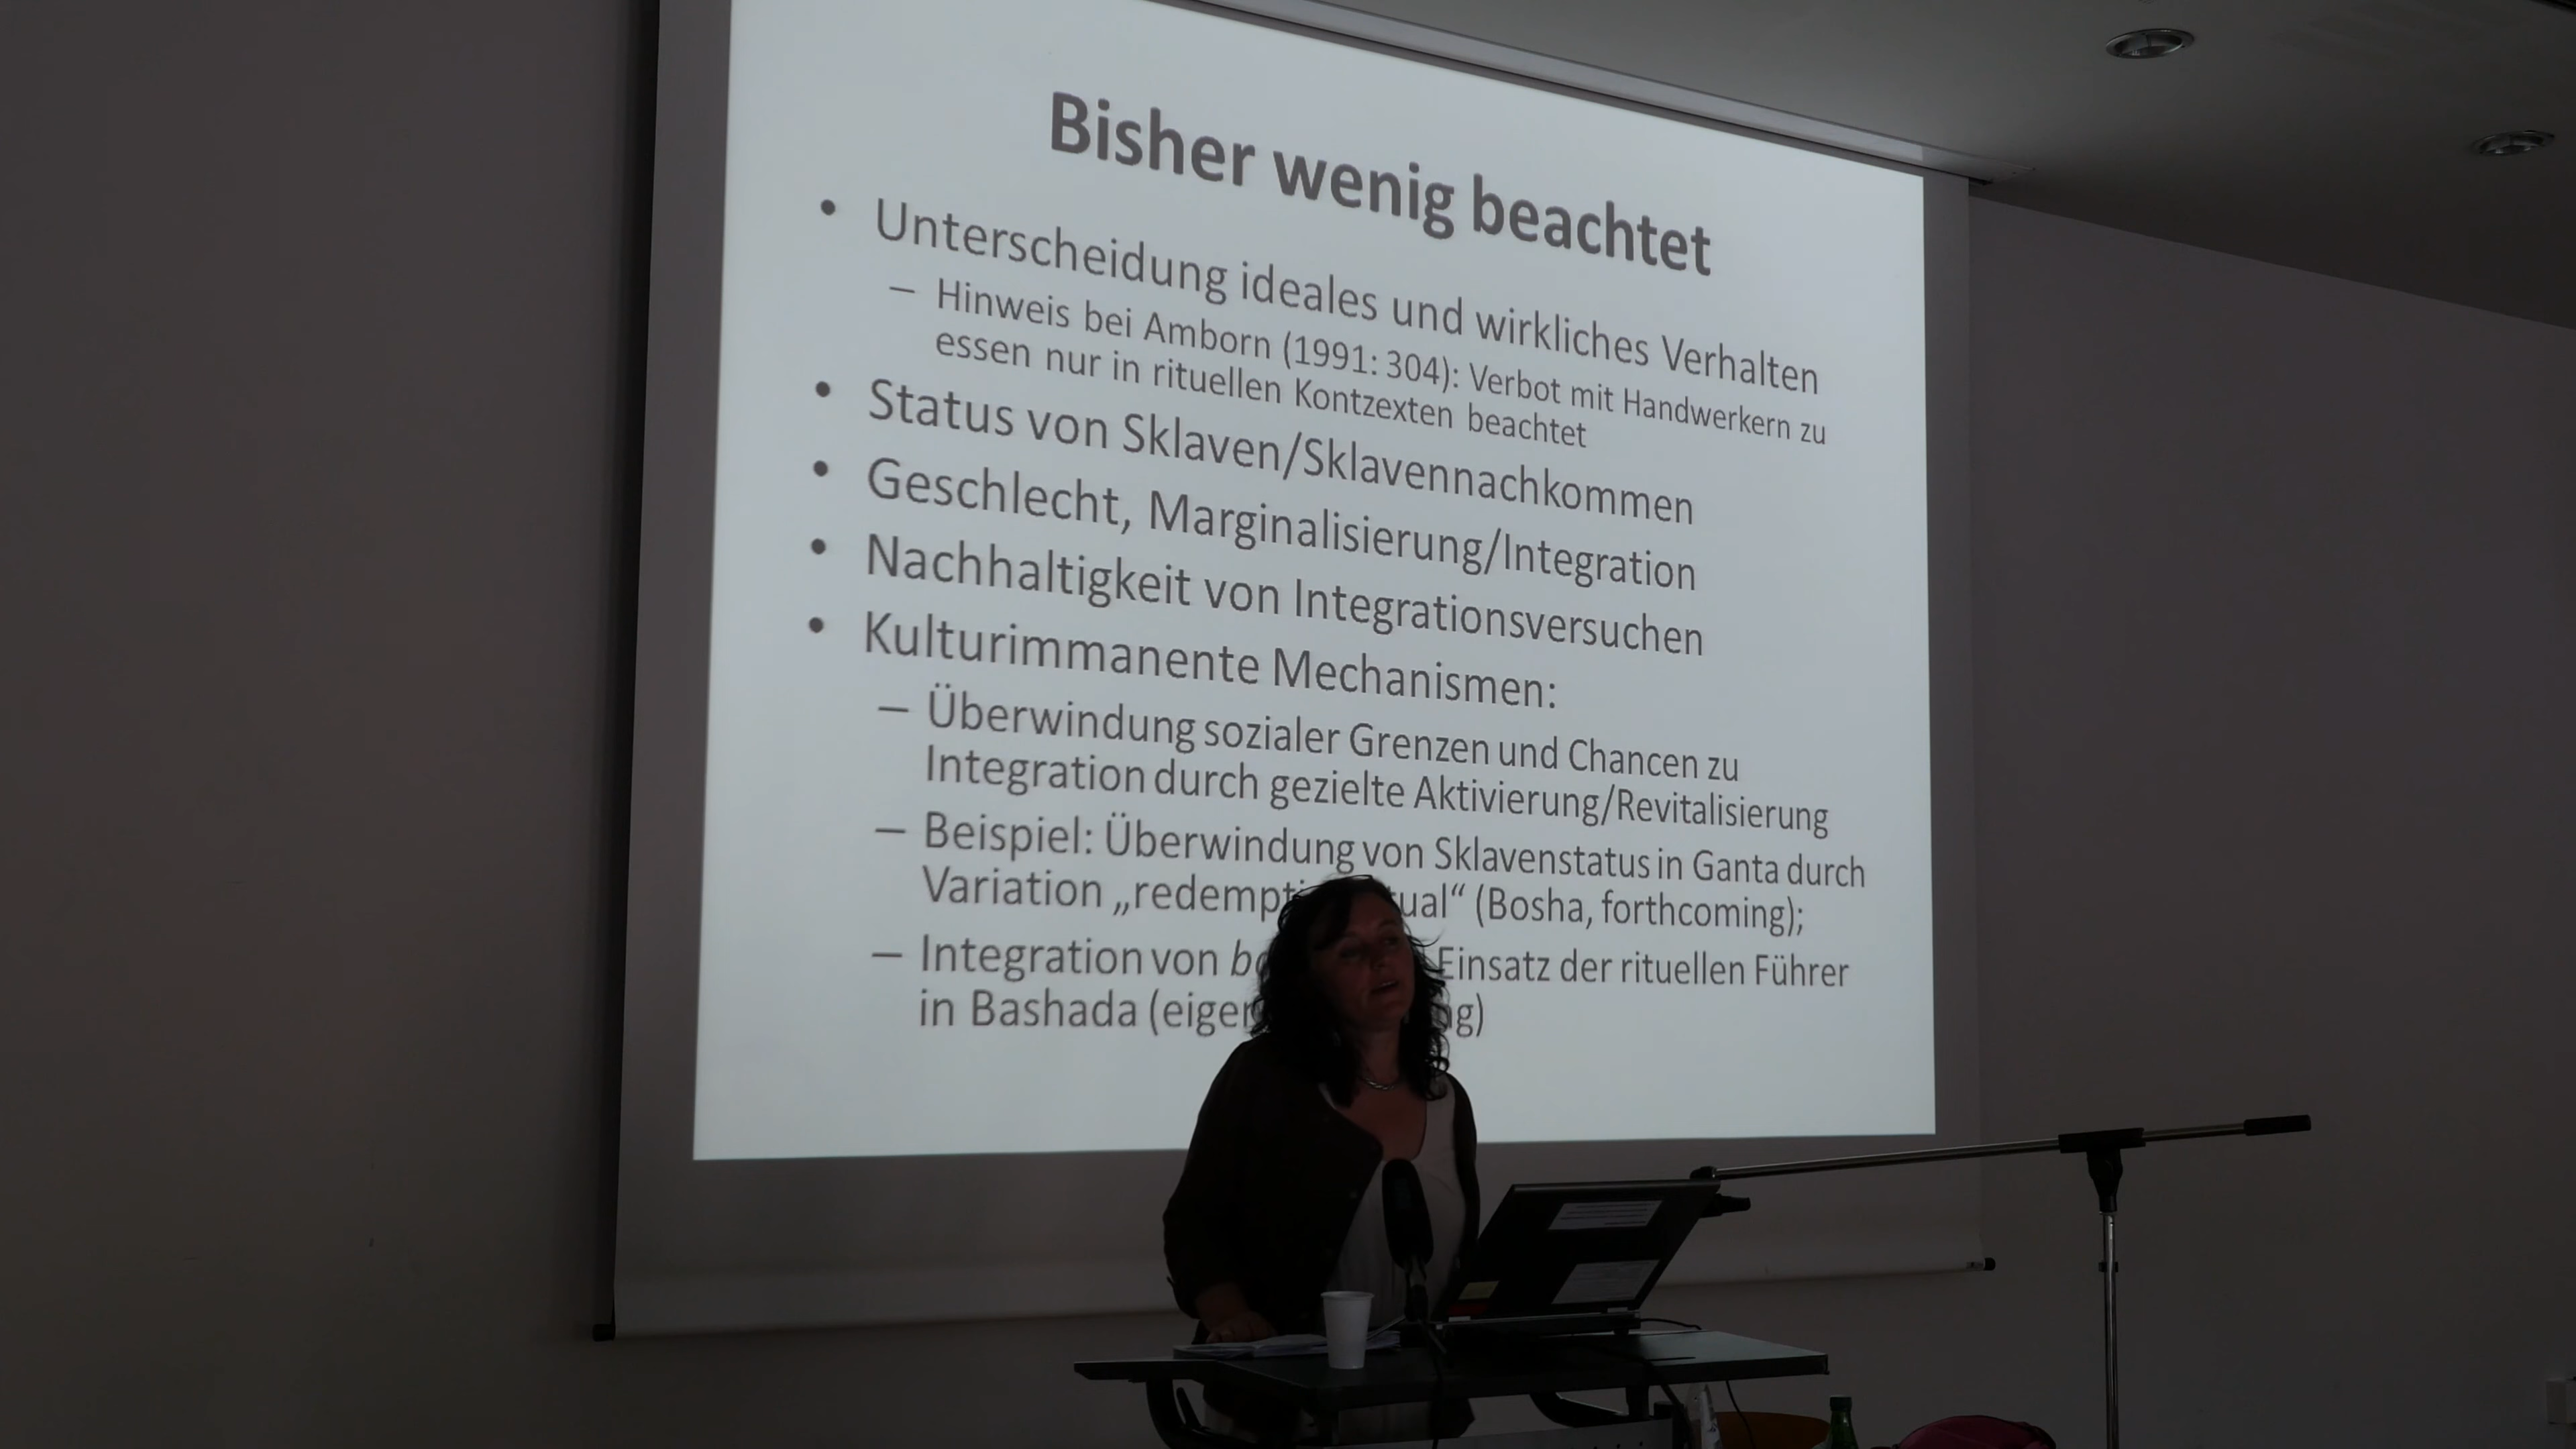 Bisher wenig beachtet
• Unterscheidung ideales und wirkliches Verhalten
– Hinweis bei Amborn (1991: 304): Verbot mit Handwerkern zu
essen nur in rituellen Kontzexten beachtet
• Status von Sklaven/Sklavennachkommen
• Geschlecht, Marginalisierung/Integration
• Nachhaltigkeit von Integrationsversuchen
• Kulturimmanente Mechanismen:
– Überwindung sozialer Grenzen und Chancen zu
Integration durch gezielte Aktivierung/Revitalisierung
– Beispiel: Überwindung von Sklavenstatus in Ganta durch
Variation (Bosha, forthcoming);
– Integration von Einsatz der rituellen Führer
in Bashada